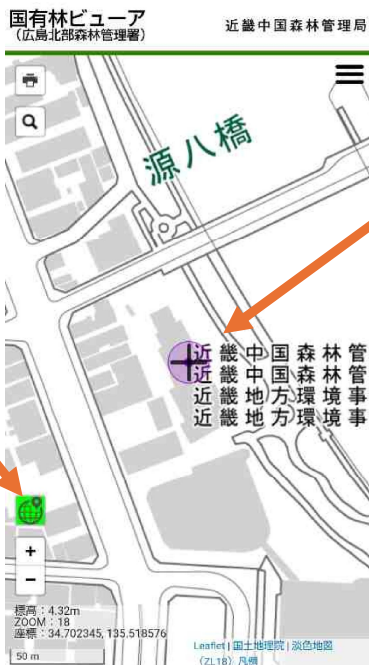 国有林ビューア
(広島北部森林管理署)
近畿中国森林管理局
源八橋
近畿中国森林管
近畿中国森林管
近畿地方環境事
近畿地方環境事
+
−
標高：4.32m
ZOOM：18
座標：34.702345, 135.518576
50 m
Leaflet | 国土地理院 | 淡色地図
(ZL18) 凡例